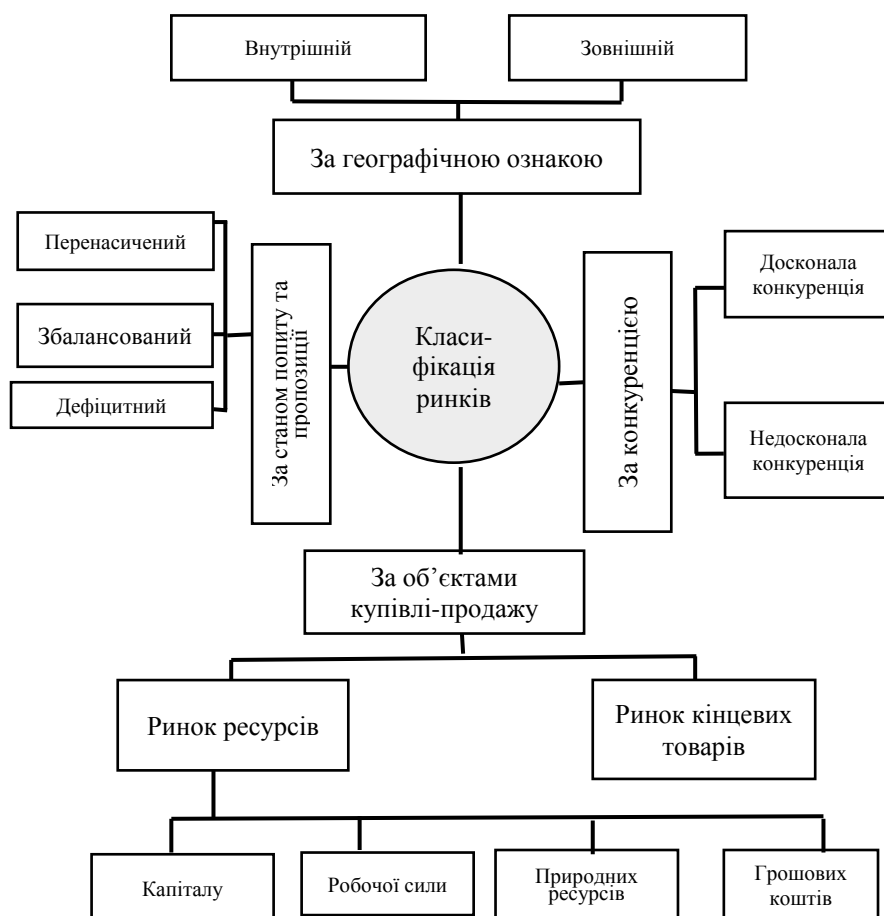 Внутрішній
Зовнішній
За географічною ознакою
Перенасичений
Збалансований
Дефіцитний
За станом попиту та
пропозиції
Класи-
фікація
ринків
За конкуренцією
Досконала
конкуренція
Недосконала
конкуренція
За об’єктами
купівлі-продажу
Ринок ресурсів
Ринок кінцевих
товарів
Капіталу
Робочої сили
Природних
ресурсів
Грошових
коштів